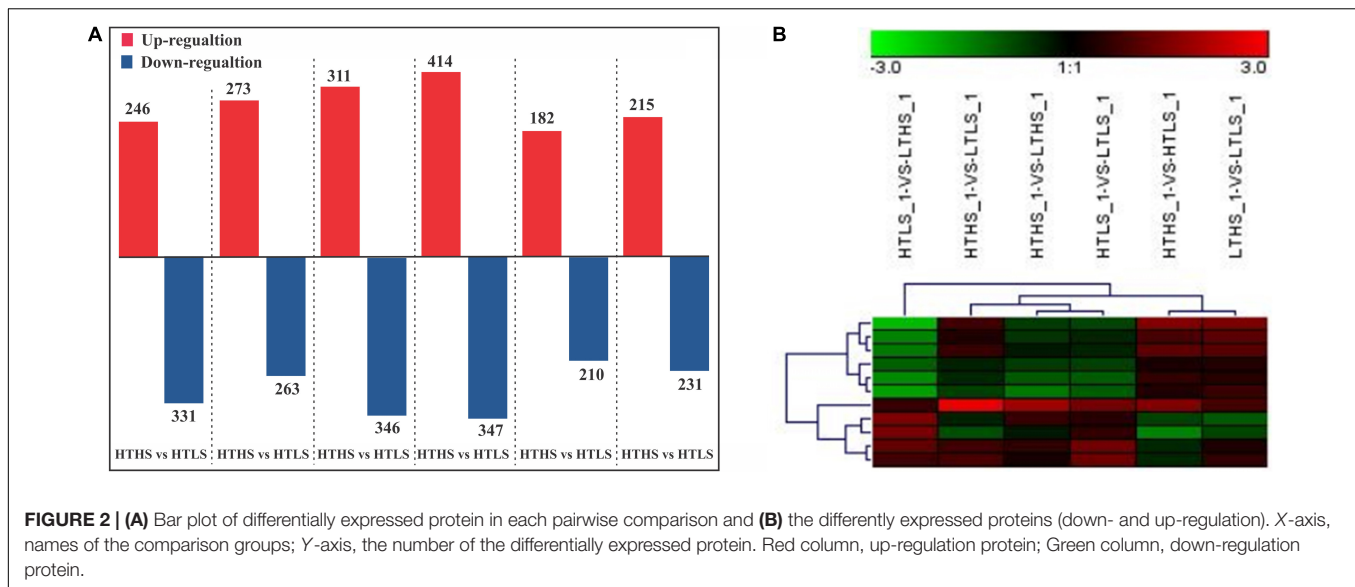 A
Up-regualtion
Down-regualtion
246
273
311
414
182
215
331
263
346
347
210
231
HTHS vs HTLS
HTHS vs HTLS
HTHS vs HTLS
HTHS vs HTLS
HTHS vs HTLS
HTHS vs HTLS
B
-3.0
1:1
3.0
HTLS_1-VS-LTHS_1
HTHS_1-VS-LTLS_1
HTHS_1-VS-LTHS_1
HTLS_1-VS-LTLS_1
HTHS_1-VS-HTLS_1
LTHS_1-VS-LTLS_1
FIGURE 2 | (A) Bar plot of differentially expressed protein in each pairwise comparison and (B) the differently expressed proteins (down- and up-regulation). X-axis,
names of the comparison groups; Y-axis, the number of the differentially expressed protein. Red column, up-regulation protein; Green column, down-regulation
protein.